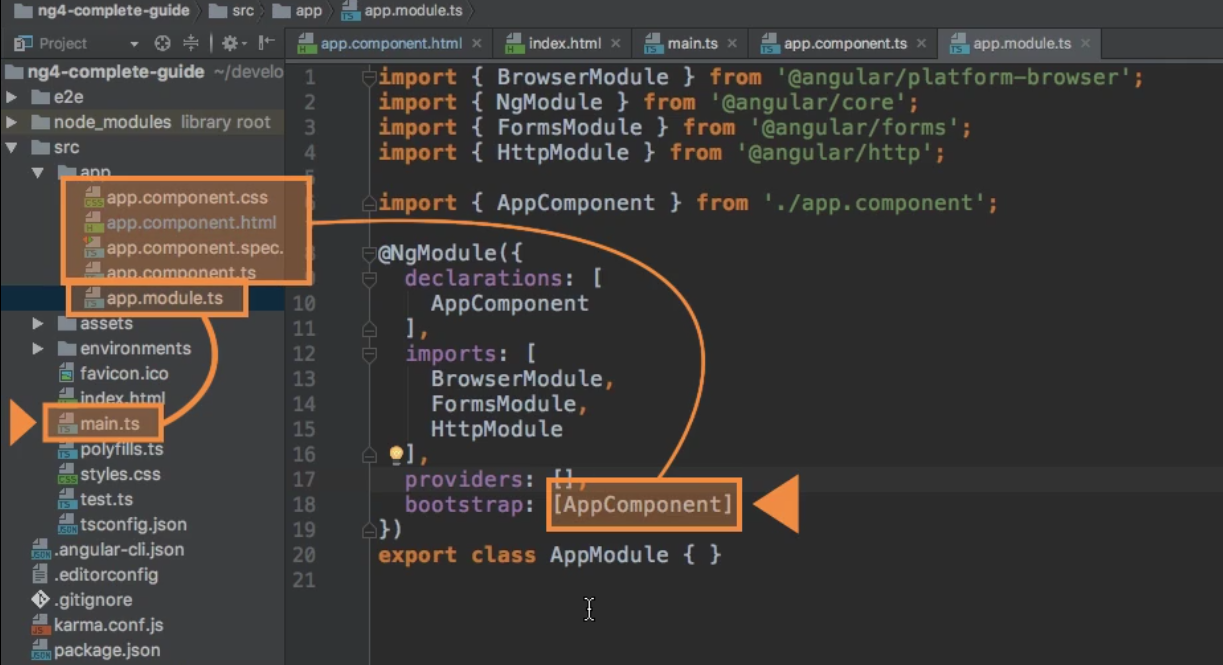 ng4-complete-guide src app app.module.ts
Project
app.component.html index.html main.ts app.component.ts app.module.ts
ng4-complete-guide ~/develo
e2e
node_modules library root
src
app
app.component.css
app.component.html
app.component.spec.
app.component.ts
app.module.ts
assets
environments
favicon.ico
index.html
main.ts
polyfills.ts
styles.css
test.ts
tsconfig.json
.angular-cli.json
.editorconfig
.gitignore
karma.conf.js
package.json
1 import { BrowserModule } from '@angular/platform-browser';
2 import { NgModule } from '@angular/core';
3 import { FormsModule } from '@angular/forms';
4 import { HttpModule } from '@angular/http';
5
import { AppComponent } from './app.component';
8 @NgModule({
declarations: [
10 AppComponent
11 ],
12 imports: [
13 BrowserModule,
14 FormsModule,
15 HttpModule
16 ],
17 providers: [],
18 bootstrap: [AppComponent]
19 })
20 export class AppModule { }
21